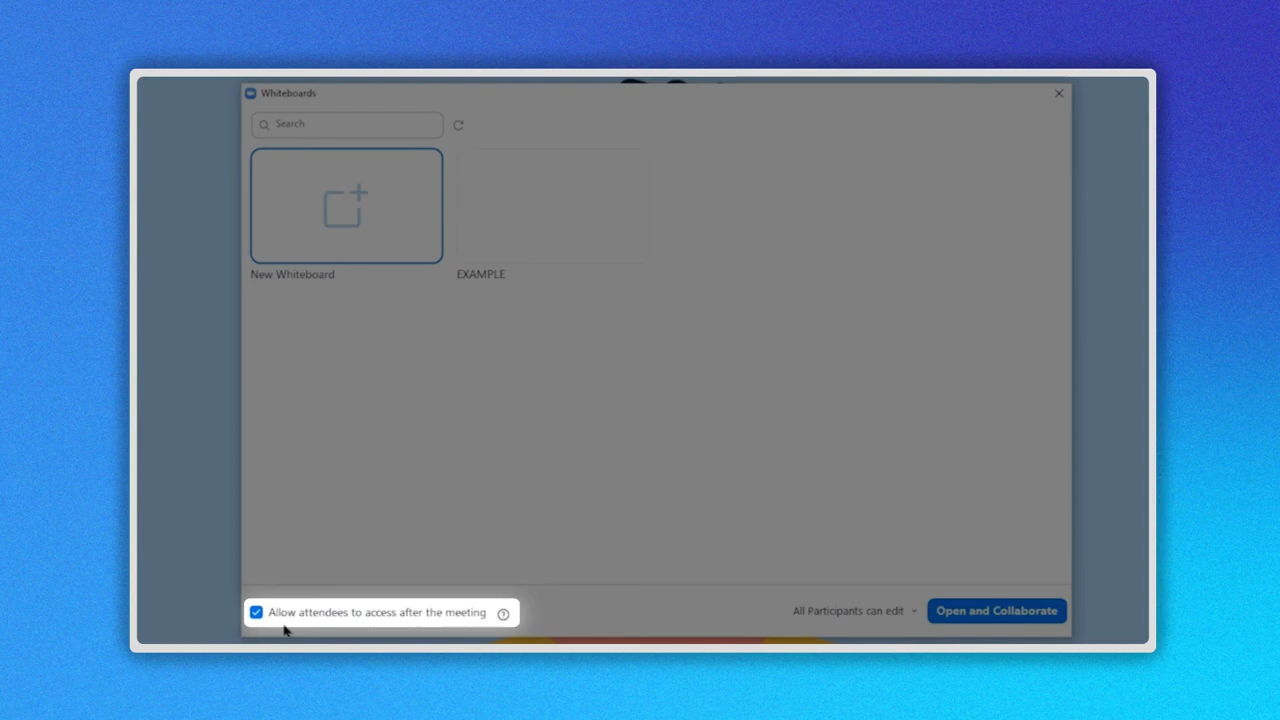 Whiteboards
Search
New Whiteboard
EXAMPLE
Allow attendees to access after the meeting
All Participants can edit
Open and Collaborate